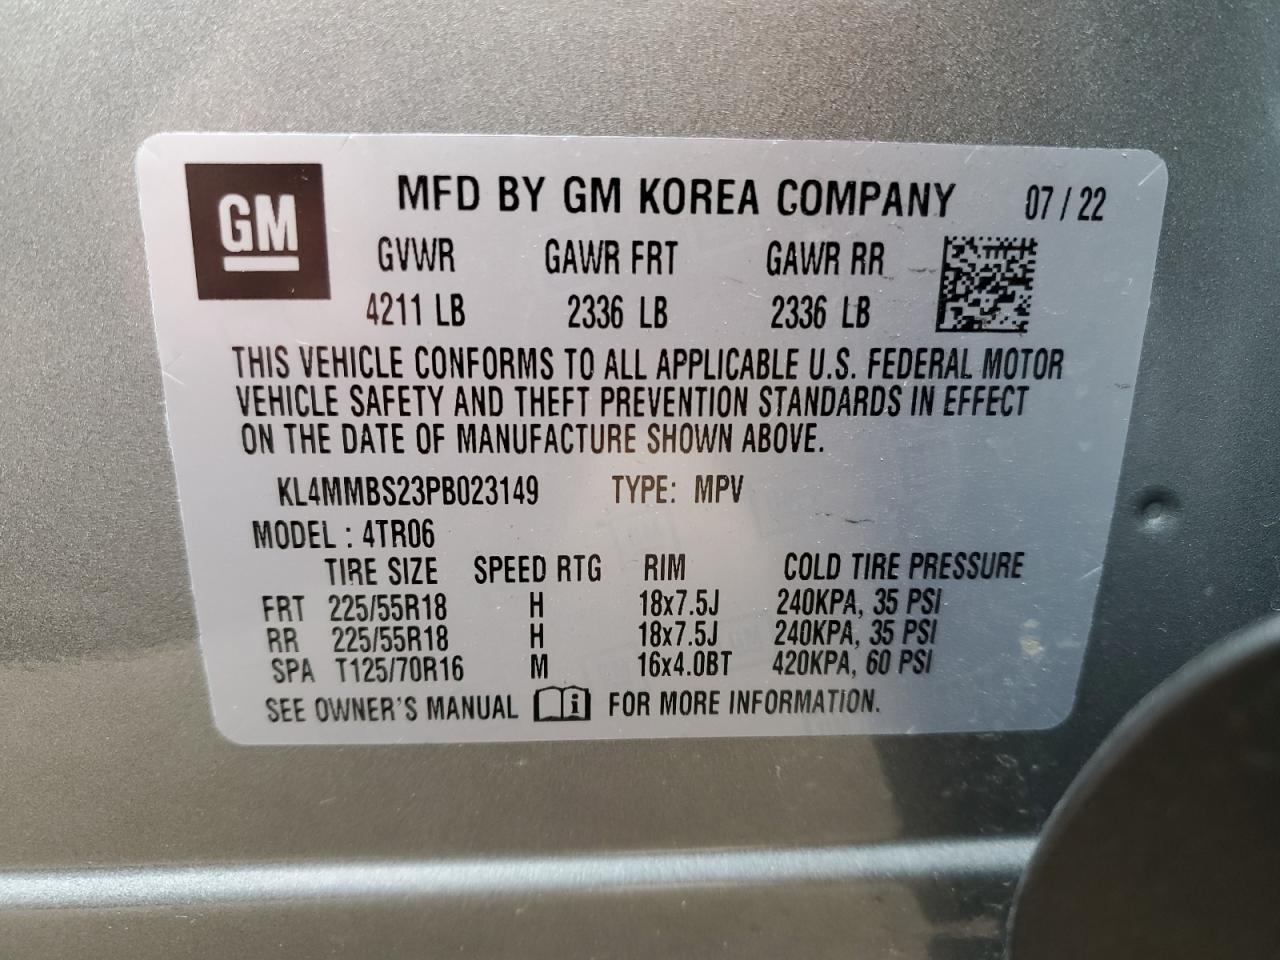 GM
MFD BY GM KOREA COMPANY 07 / 22
GVWR GAWR FRT GAWR RR
4211 LB 2336 LB 2336 LB
THIS VEHICLE CONFORMS TO ALL APPLICABLE U.S. FEDERAL MOTOR
VEHICLE SAFETY AND THEFT PREVENTION STANDARDS IN EFFECT
ON THE DATE OF MANUFACTURE SHOWN ABOVE.
KL4MMBS23PB023149 TYPE: MPV
MODEL : 4TR06
TIRE SIZE SPEED RTG RIM COLD TIRE PRESSURE
FRT 225/55R18 H 18x7.5J 240KPA, 35 PSI
RR 225/55R18 H 18x7.5J 240KPA, 35 PSI
SPA T125/70R16 M 16x4.0BT 420KPA, 60 PSI
SEE OWNER'S MANUAL i FOR MORE INFORMATION.